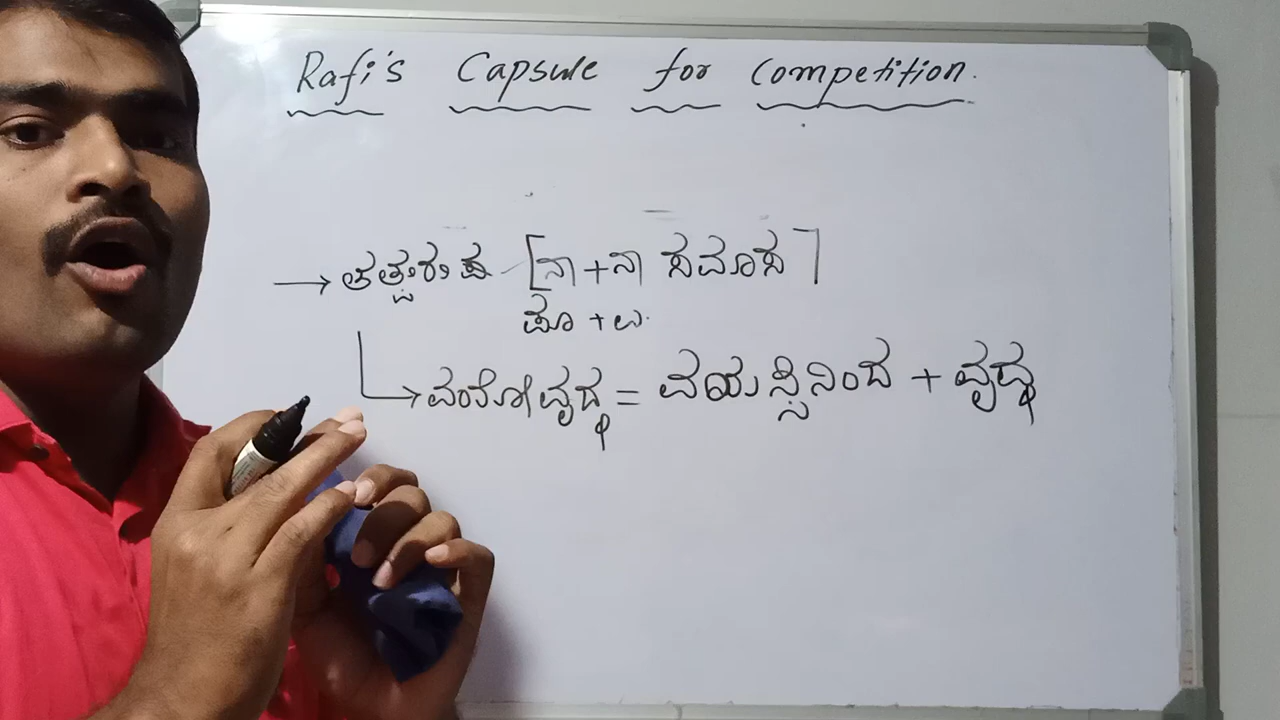 Rafi's Capsule for Competition.
→ ತತ್ಪುರುಷ - [ನಾ + ನಾ ಸಮಾಸ]
ಪೂ + ಉ.
→ ವಯೋವೃದ್ಧ = ವಯಸ್ಸಿನಿಂದ + ವೃದ್ಧ